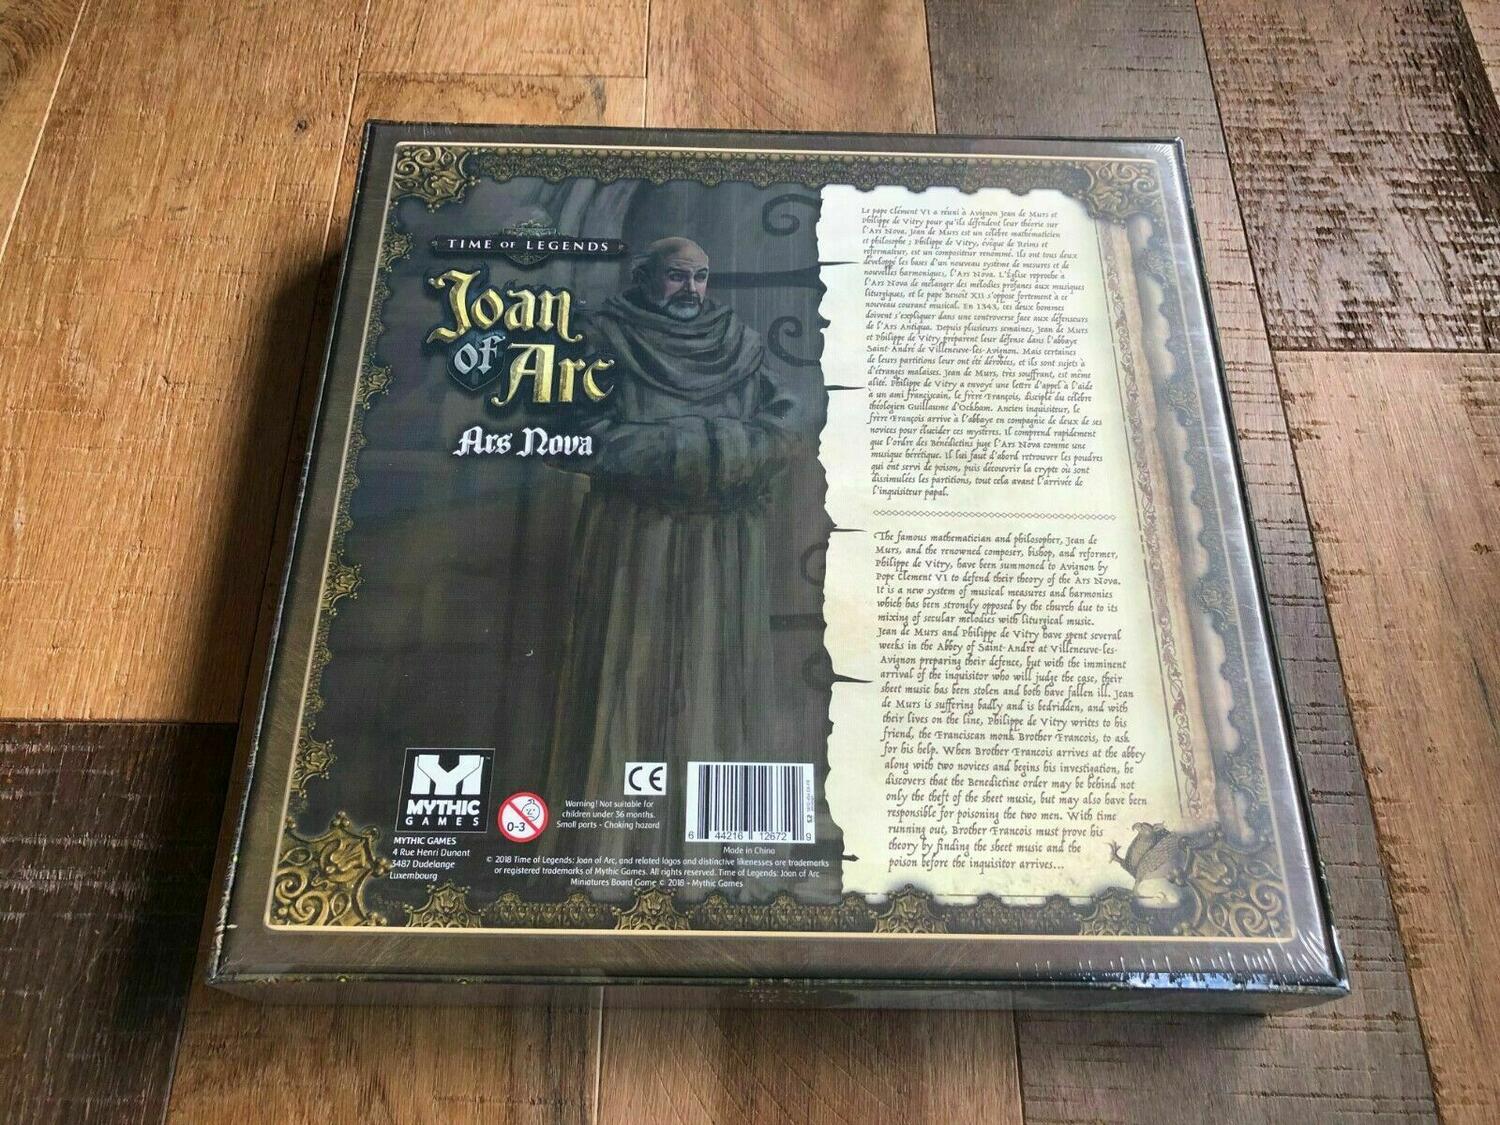 TIME OF LEGENDS
Joan
of
Arc
Ars Nova
Le pape Clément VI a réuni à Avignon Jean de Murs et
Philippe de Vitry pour qu'ils défendent leur théorie sur
l'Ars Nova. Jean de Murs est un célèbre mathématicien
et philosophe ; Philippe de Vitry, évêque de Reims et
réformateur, est un compositeur renommé. Ils ont tous deux
développé les bases d'un nouveau système de mesures et de
nouvelles harmoniques, l'Ars Nova. L'Église reproche à
l'Ars Nova de mélanger des mélodies profanes aux musiques
liturgiques, et le pape Benoît XII s'oppose fortement à ce
nouveau courant musical. En 1343, les deux hommes
doivent s'expliquer dans une controverse face aux défenseurs
de l'Ars Antiqua. Depuis plusieurs semaines, Jean de Murs
et Philippe de Vitry préparent leur défense dans l'abbaye
Saint-André de Villeneuve-lès-Avignon. Mais certaines
de leurs partitions leur ont été dérobées, et ils sont sujets à
d'étranges malaises. Jean de Murs, très souffrant, est même
alité. Philippe de Vitry a envoyé une lettre d'appel à l'aide
à un ami franciscain, le frère François, disciple du célèbre
théologien Guillaume d'Ockham. Ancien inquisiteur, le
frère François arrive à l'abbaye en compagnie de deux de ses
novices pour élucider ces mystères. Il comprend rapidement
que l'ordre des Bénédictins juge l'Ars Nova comme une
musique hérétique. Il lui faut d'abord retrouver les poudres
qui ont servi de poison, puis découvrir la crypte où sont
dissimulées les partitions, tout cela avant l'arrivée de
l'inquisiteur papal.
The famous mathematician and philosopher, Jean de
Murs, and the renowned composer, bishop, and reformer,
Philippe de Vitry, have been summoned to Avignon by
Pope Clement VI to defend their theory of the Ars Nova.
It is a new system of musical measures and harmonies
which has been strongly opposed by the church due to its
mixing of secular melodies with liturgical music.
Jean de Murs and Philippe de Vitry have spent several
weeks in the Abbey of Saint-André at Villeneuve-les-
Avignon preparing their defence, but with the imminent
arrival of the inquisitor who will judge the case, their
sheet music has been stolen and both have fallen ill. Jean
de Murs is suffering badly and is bedridden, and with
their lives on the line, Philippe de Vitry writes to his
friend, the Franciscan monk Brother Francois, to ask
for his help. When Brother Francois arrives at the abbey
along with two novices and begins his investigation, he
discovers that the Benedictine order may be behind not
only the theft of the sheet music, but may also have been
responsible for poisoning the two men. With time
running out, Brother Francois must prove his
theory by finding the sheet music and the
poison before the inquisitor arrives...
MYTHIC
GAMES
MYTHIC GAMES
4 Rue Henri Dunant
3487 Dudelange
Luxembourg
0-3
Warning! Not suitable for
children under 36 months.
Small parts - Choking hazard
CE
6 44216 12672 9
Made in China
© 2018 Time of Legends: Joan of Arc, and related logos and distinctive likenesses are trademarks
or registered trademarks of Mythic Games. All rights reserved. Time of Legends: Joan of Arc
Miniatures Board Game © 2018 - Mythic Games